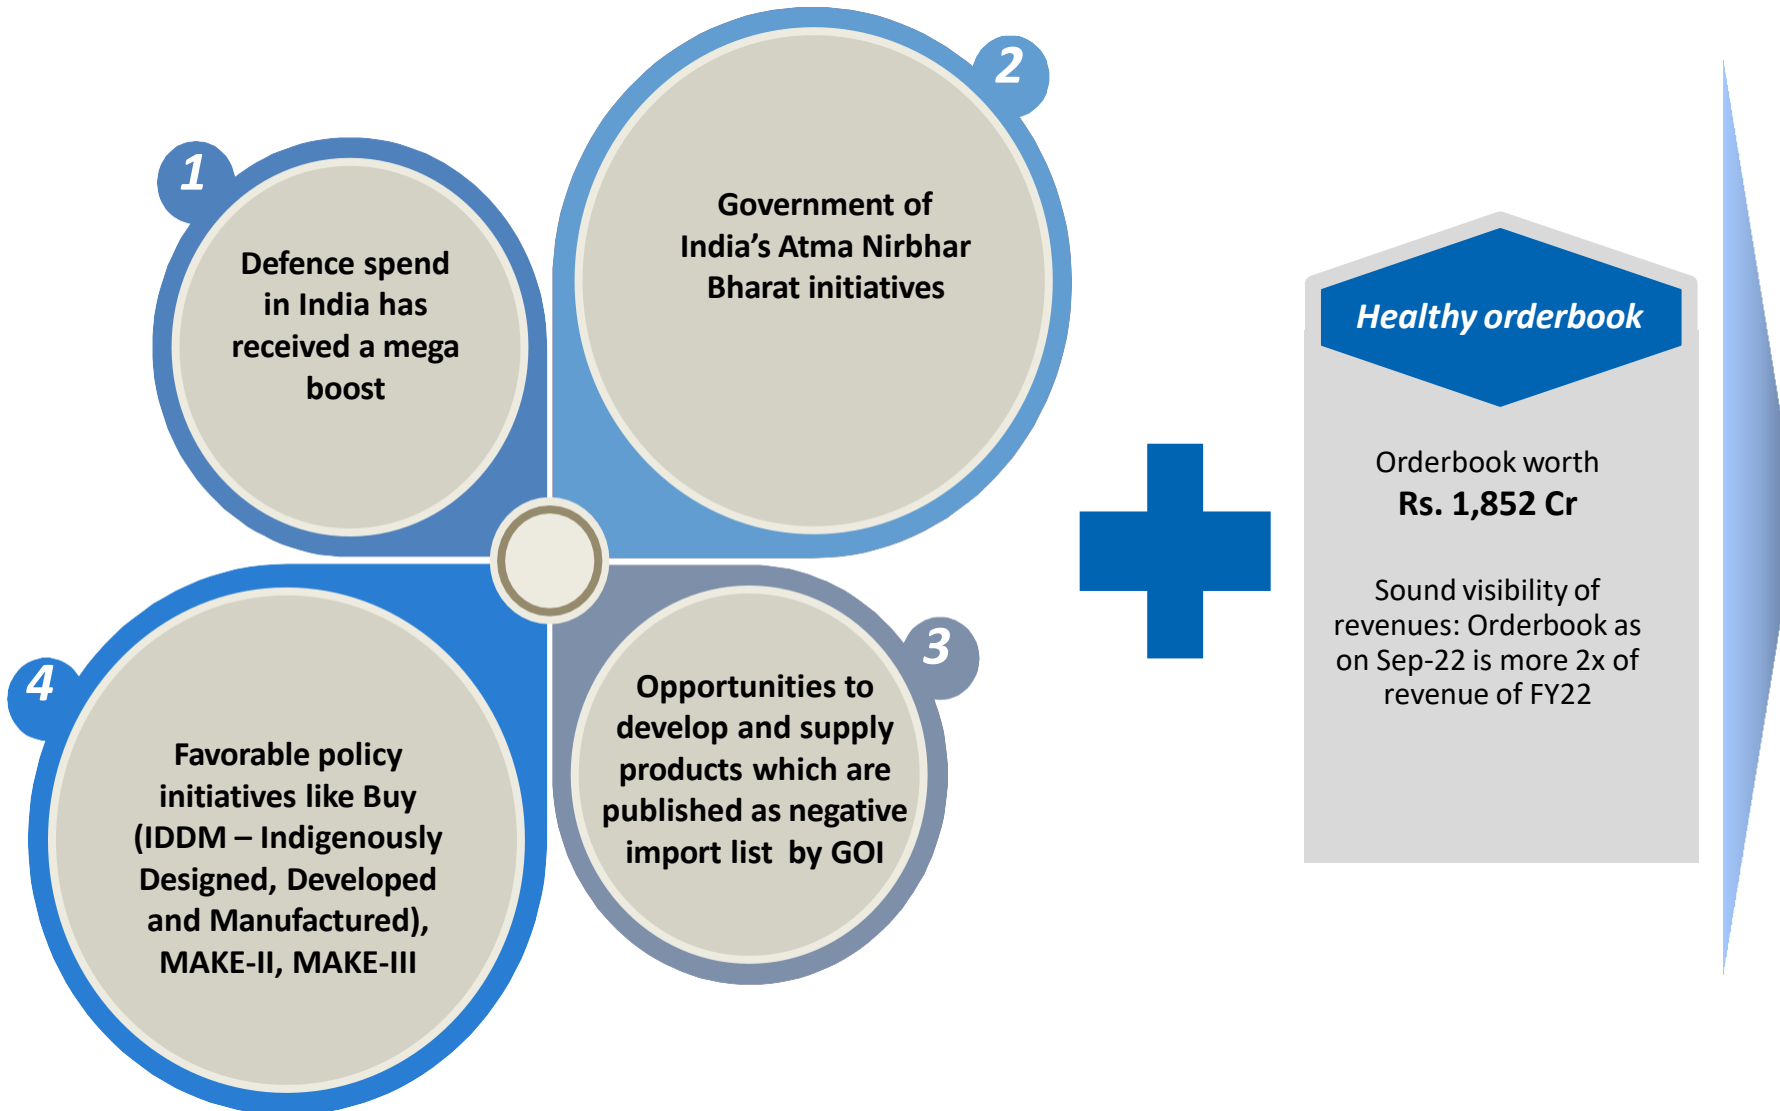 1
Defence spend
in India has
received a mega
boost
2
Government of
India’s Atma Nirbhar
Bharat initiatives
3
Opportunities to
develop and supply
products which are
published as negative
import list by GOI
4
Favorable policy
initiatives like Buy
(IDDM – Indigenously
Designed, Developed
and Manufactured),
MAKE-II, MAKE-III
Healthy orderbook
Orderbook worth
Rs. 1,852 Cr
Sound visibility of
revenues: Orderbook as
on Sep-22 is more 2x of
revenue of FY22